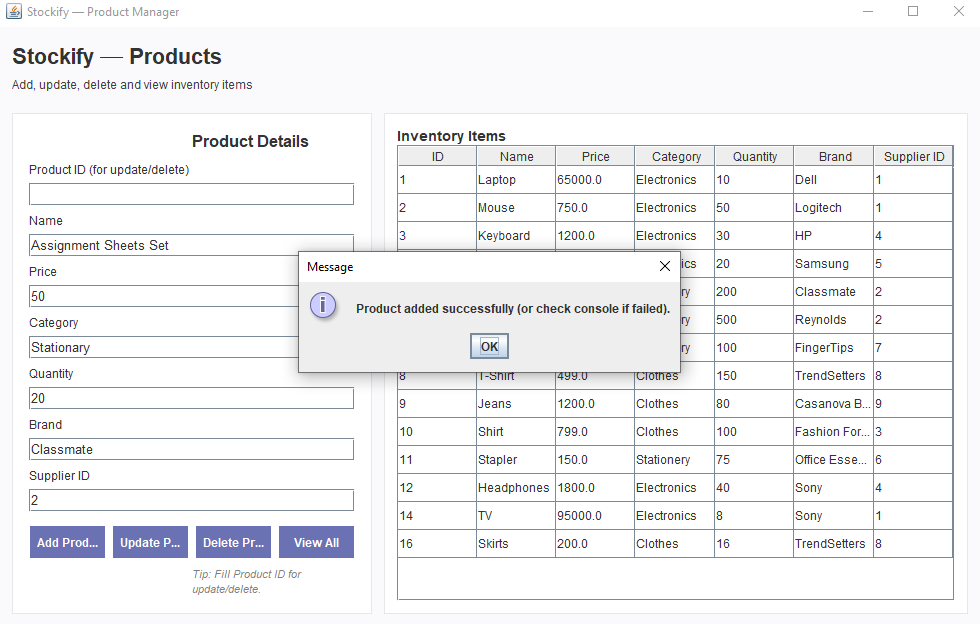 Stockify — Product Manager
Stockify — Products
Add, update, delete and view inventory items
Product Details
Product ID (for update/delete)
Name
Assignment Sheets Set
Price
50
Category
Stationary
Quantity
20
Brand
Classmate
Supplier ID
2
Add Prod... Update P... Delete Pr... View All
Tip: Fill Product ID for
update/delete.
Inventory Items
ID Name Price Category Quantity Brand Supplier ID
1 Laptop 65000.0 Electronics 10 Dell 1
2 Mouse 750.0 Electronics 50 Logitech 1
3 Keyboard 1200.0 Electronics 30 HP 4
ics 20 Samsung 5
ry 200 Classmate 2
ry 500 Reynolds 2
ry 100 FingerTips 7
8 T-Shirt 499.0 Clothes 150 TrendSetters 8
9 Jeans 1200.0 Clothes 80 Casanova B... 9
10 Shirt 799.0 Clothes 100 Fashion For... 3
11 Stapler 150.0 Stationery 75 Office Esse... 6
12 Headphones 1800.0 Electronics 40 Sony 4
14 TV 95000.0 Electronics 8 Sony 1
16 Skirts 200.0 Clothes 16 TrendSetters 8
Message
Product added successfully (or check console if failed).
OK